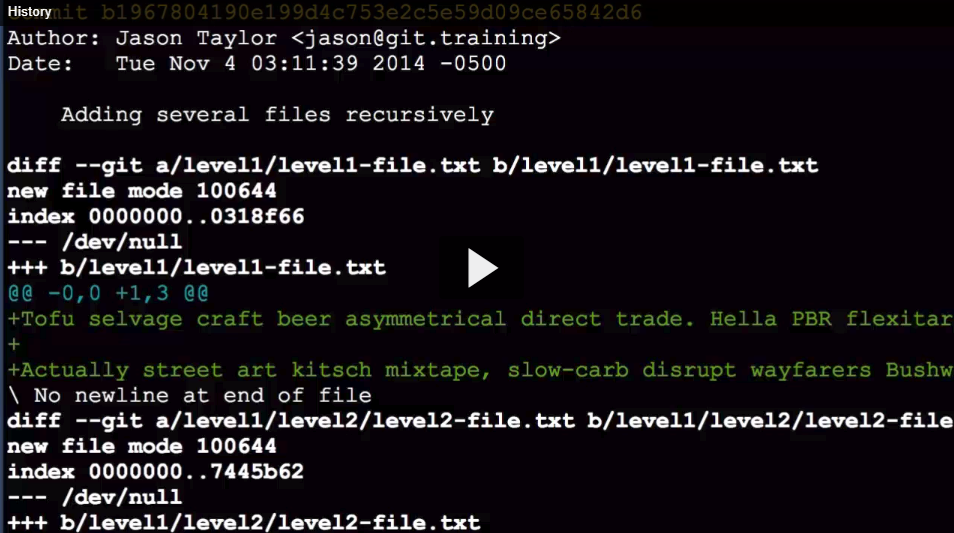 History
commit b1967804190e199d4c753e2c5e59d09ce65842d6
Author: Jason Taylor <jason@git.training>
Date:   Tue Nov 4 03:11:39 2014 -0500
    Adding several files recursively
diff --git a/level1/level1-file.txt b/level1/level1-file.txt
new file mode 100644
index 0000000..0318f66
--- /dev/null
+++ b/level1/level1-file.txt
@@ -0,0 +1,3 @@
+Tofu selvage craft beer asymmetrical direct trade. Hella PBR flexitar
+
+Actually street art kitsch mixtape, slow-carb disrupt wayfarers Bushw
\ No newline at end of file
diff --git a/level1/level2/level2-file.txt b/level1/level2/level2-file
new file mode 100644
index 0000000..7445b62
--- /dev/null
+++ b/level1/level2/level2-file.txt